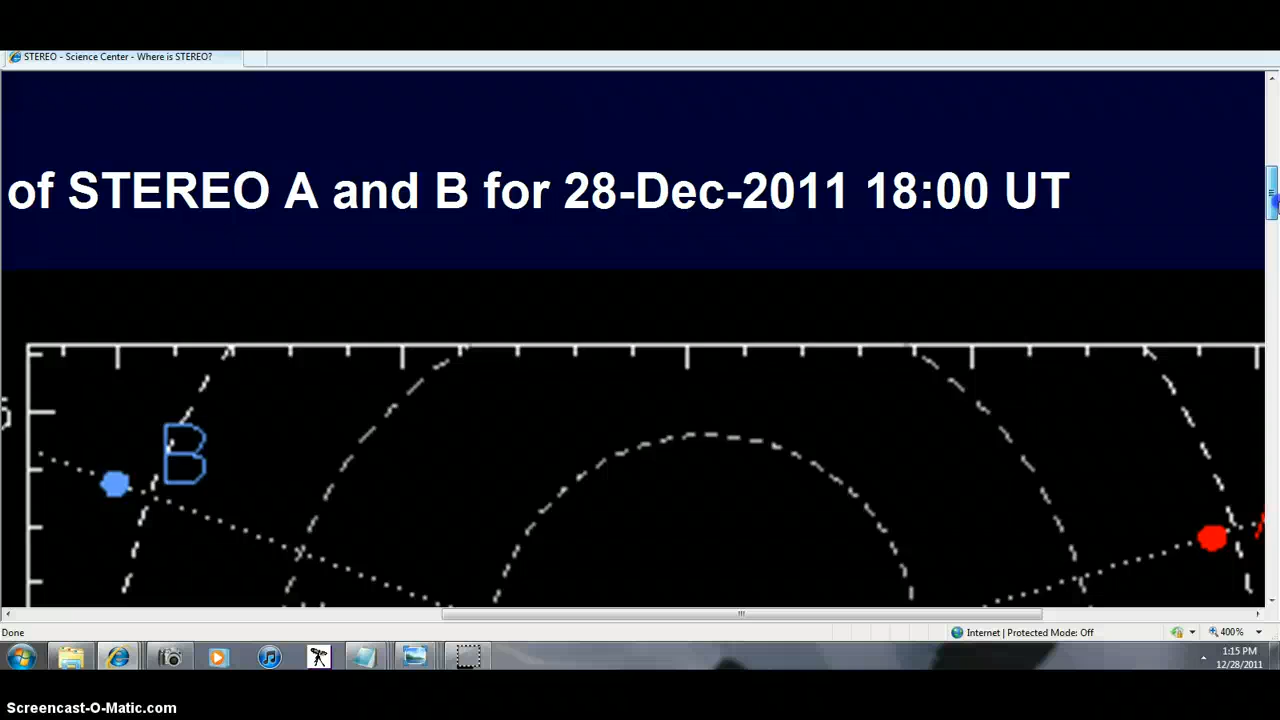 STEREO - Science Center - Where is STEREO?
of STEREO A and B for 28-Dec-2011 18:00 UT
B
Done
Internet | Protected Mode: Off
400%
1:15 PM
12/28/2011
Screencast-O-Matic.com